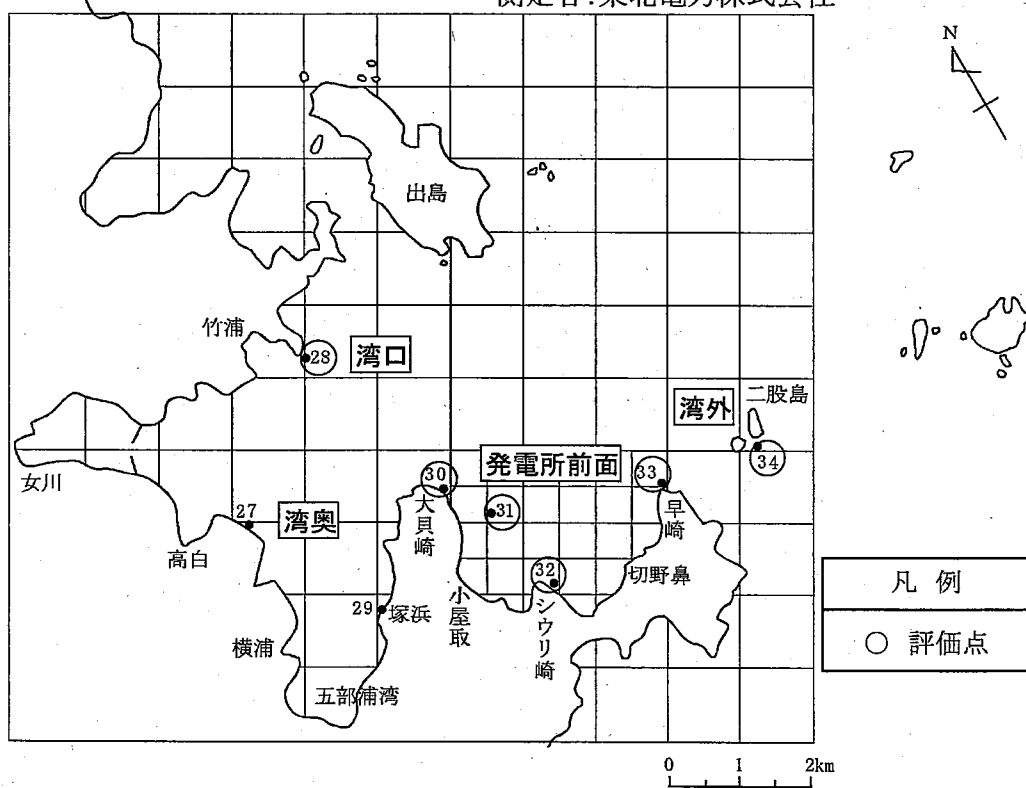 測定者:東北電力株式会社
N
出島
竹浦
28
湾口
二股島
湾外
34
女川
発電所前面
30
33
大貝崎
31
早崎
27
湾奥
高白
32
切野鼻
29
塚浜
小屋取
シウリ崎
横浦
五部浦湾
凡例
○ 評価点
0 1 2km